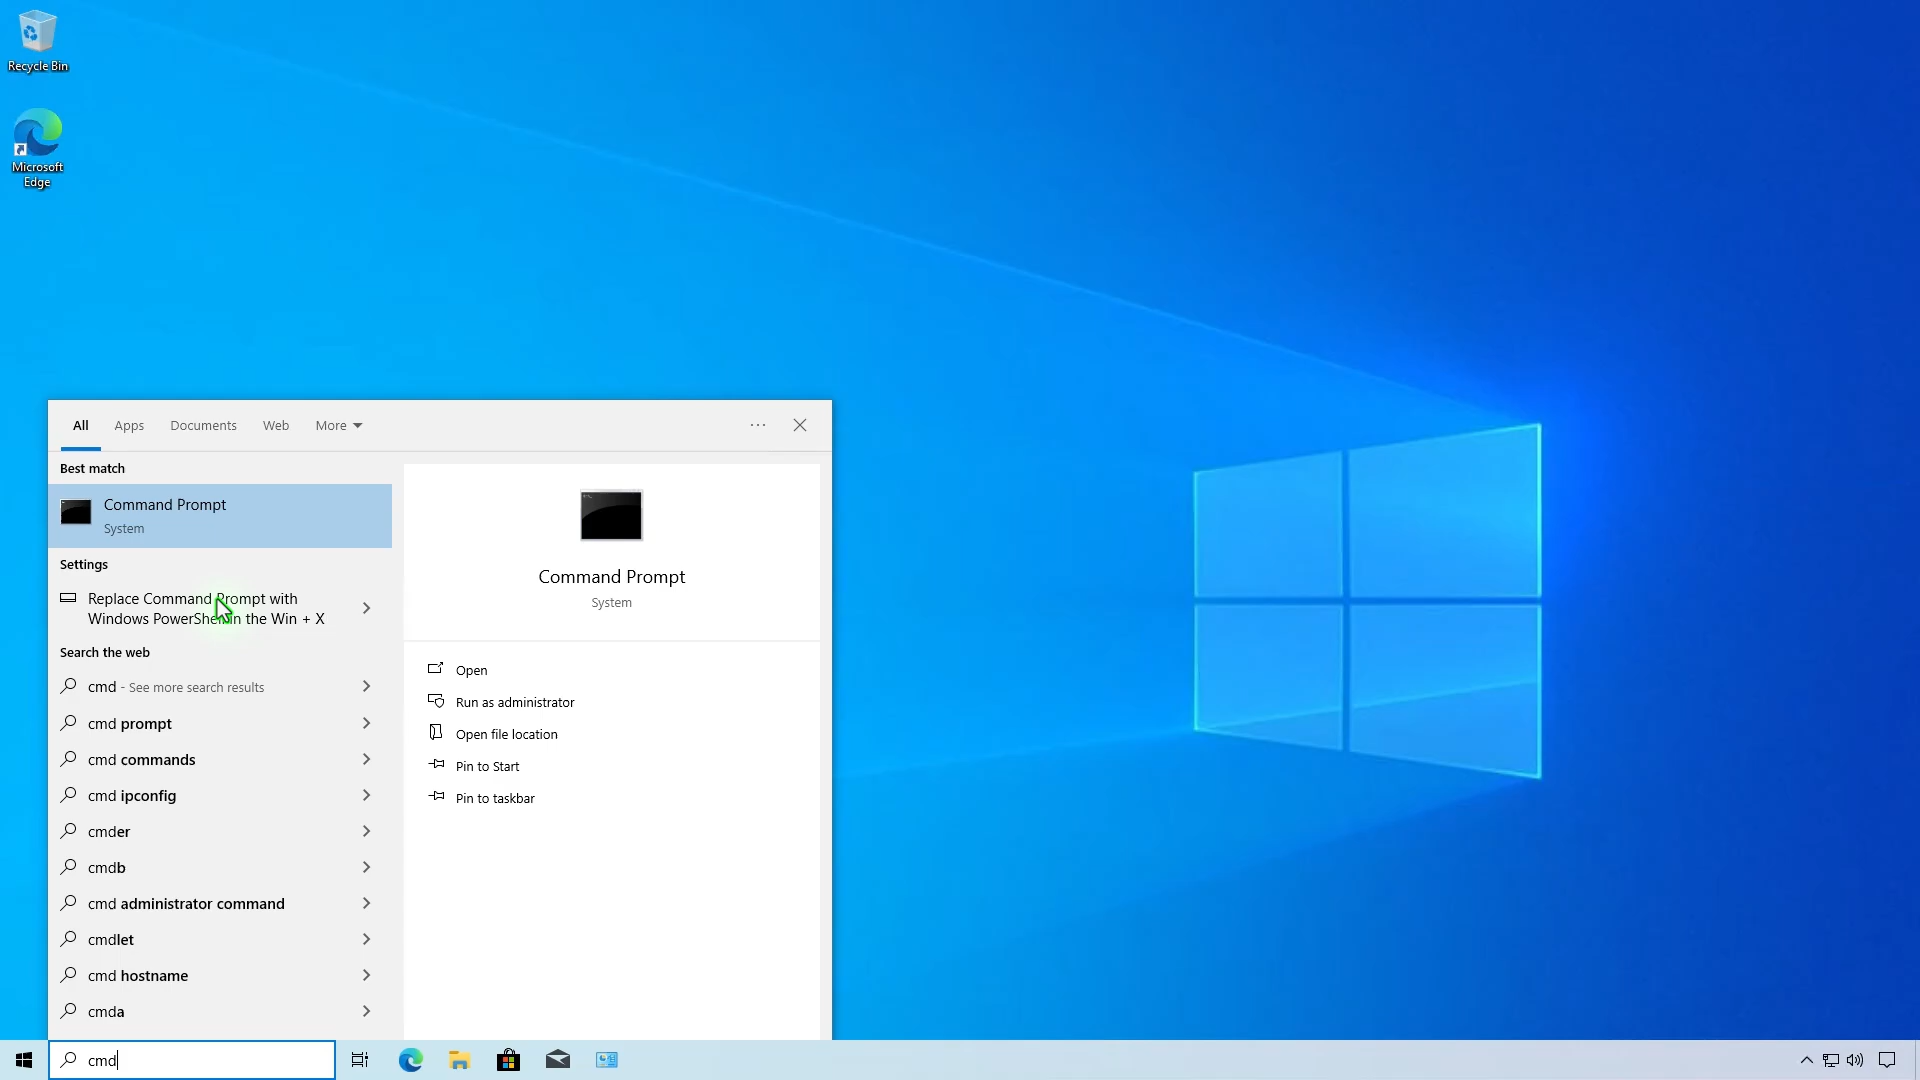 Recycle Bin
Microsoft
Edge
All
Apps
Documents
Web
More
Best match
Command Prompt
System
Settings
Replace Command Prompt with
Windows PowerShell in the Win + X
Search the web
cmd - See more search results
cmd prompt
cmd commands
cmd ipconfig
cmder
cmdb
cmd administrator command
cmdlet
cmd hostname
cmda
Command Prompt
System
Open
Run as administrator
Open file location
Pin to Start
Pin to taskbar
cmd